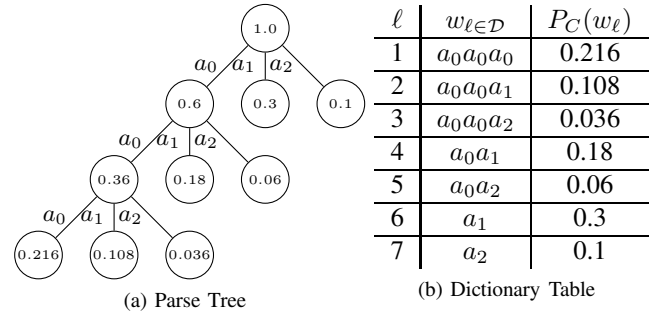 1.0
a₀ a₁ a₂
0.6 0.3 0.1
a₀ a₁ a₂
0.36 0.18 0.06
a₀ a₁ a₂
0.216 0.108 0.036
(a) Parse Tree
ℓ w_{ℓ∈𝒟} P_C(w_ℓ)
1 a₀a₀a₀ 0.216
2 a₀a₀a₁ 0.108
3 a₀a₀a₂ 0.036
4 a₀a₁ 0.18
5 a₀a₂ 0.06
6 a₁ 0.3
7 a₂ 0.1
(b) Dictionary Table